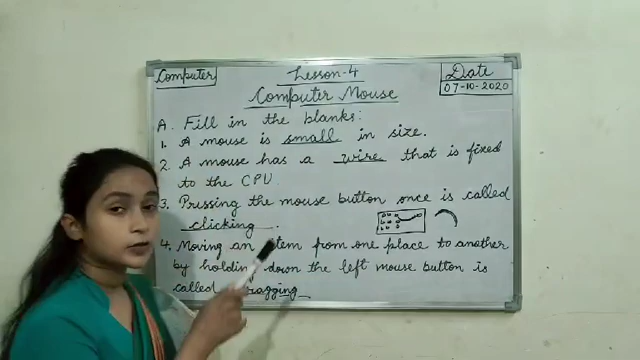 Computer
Lesson-4
Date
07-10-2020
Computer Mouse
A. Fill in the blanks:
1. A mouse is small in size.
2. A mouse has a wire that is fixed
to the CPU
3. Pressing the mouse button once is called
clicking.
4. Moving an item from one place to another
by holding down the left mouse button is
called